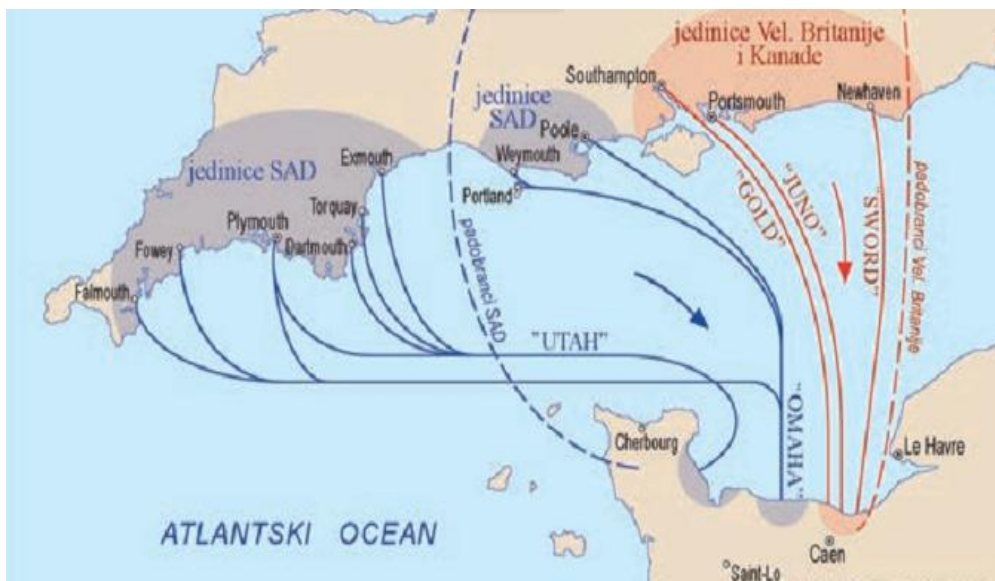 jedinice Vel. Britanije
i Kanade
Southampton
Portsmouth
Newhaven
jedinice
SAD
Poole
Weymouth
Portland
Exmouth
jedinice SAD
Torquay
Plymouth
Dartmouth
Fowey
Falmouth
padobranci SAD
"GOLD"
"JUNO"
"SWORD"
padobranci Vel. Britanije
"UTAH"
"OMAHA"
Cherbourg
Le Havre
ATLANTSKI OCEAN
Caen
Saint-Lo